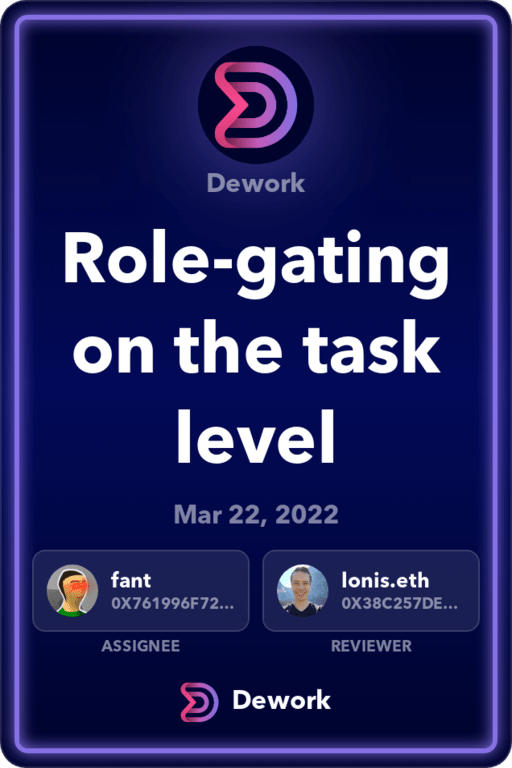 Dework
Role-gating
on the task
level
Mar 22, 2022
fant
0X761996F72...
lonis.eth
0X38C257DE...
ASSIGNEE
REVIEWER
Dework